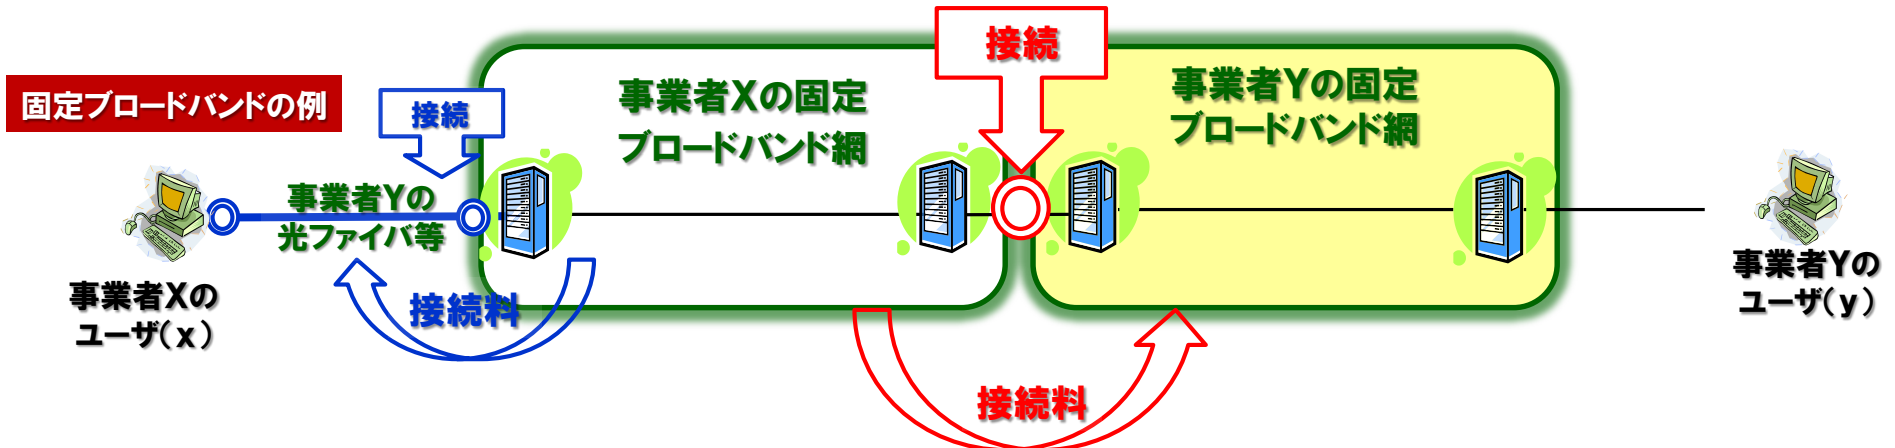 固定ブロードバンドの例
接続
接続
事業者Xの固定
ブロードバンド網
事業者Yの固定
ブロードバンド網
事業者Yの
光ファイバ等
事業者Xの
ユーザ(x)
事業者Yの
ユーザ(y)
接続料
接続料